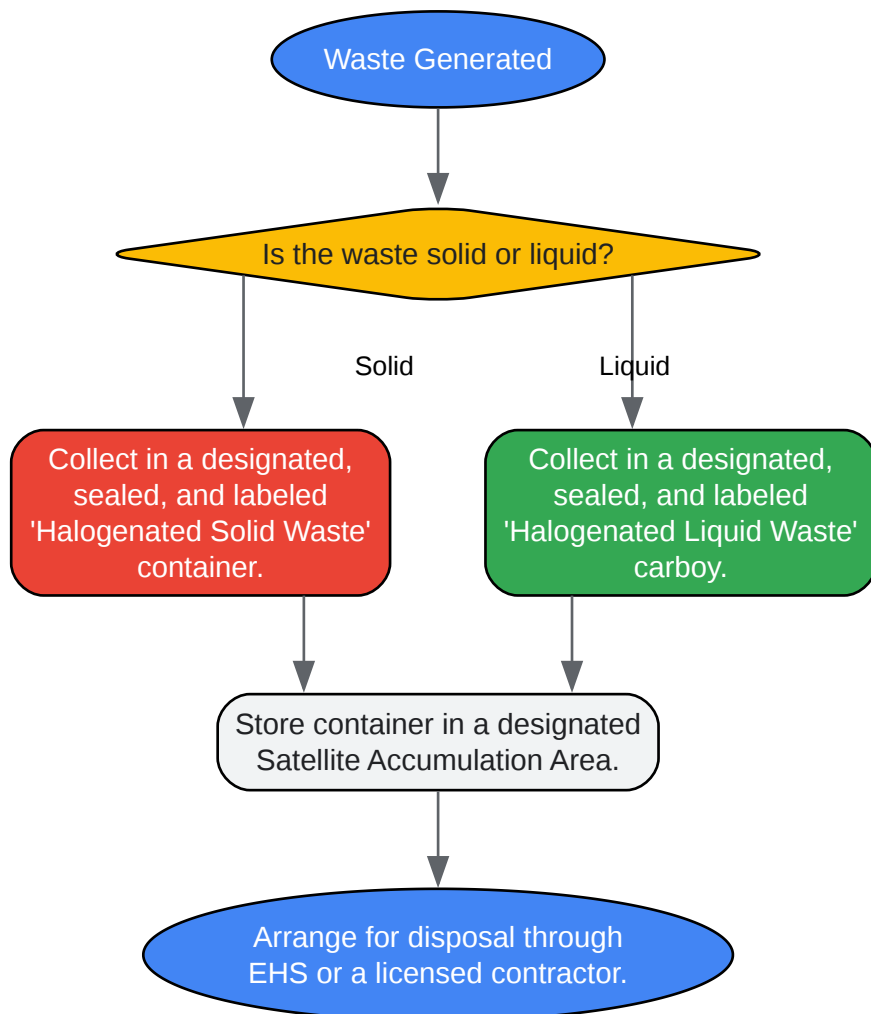 Waste Generated
Is the waste solid or liquid?
Solid
Liquid
Collect in a designated,
sealed, and labeled
'Halogenated Solid Waste'
container.
Collect in a designated,
sealed, and labeled
'Halogenated Liquid Waste'
carboy.
Store container in a designated
Satellite Accumulation Area.
Arrange for disposal through
EHS or a licensed contractor.